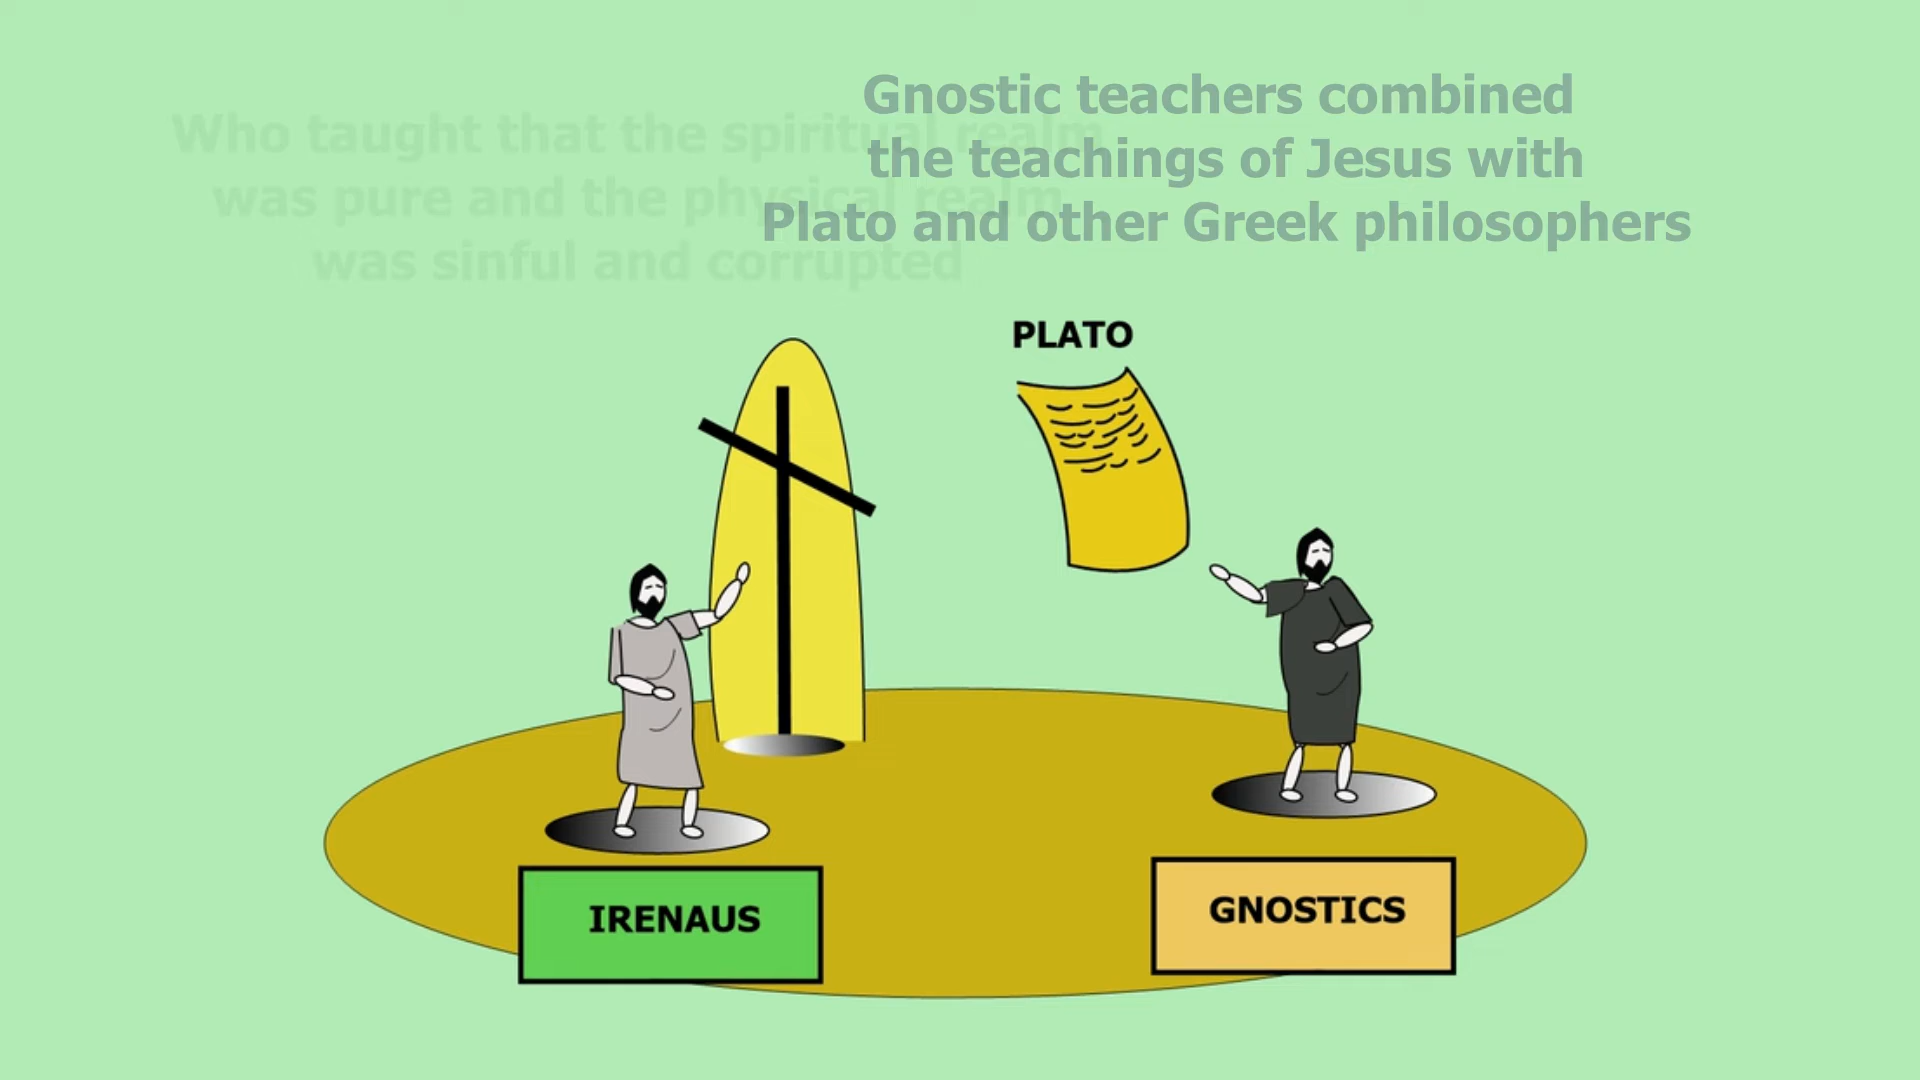 Gnostic teachers combined
the teachings of Jesus with
Plato and other Greek philosophers
Who taught that the spiritual realm
was pure and the physical realm
was sinful and corrupted
PLATO
IRENAUS
GNOSTICS